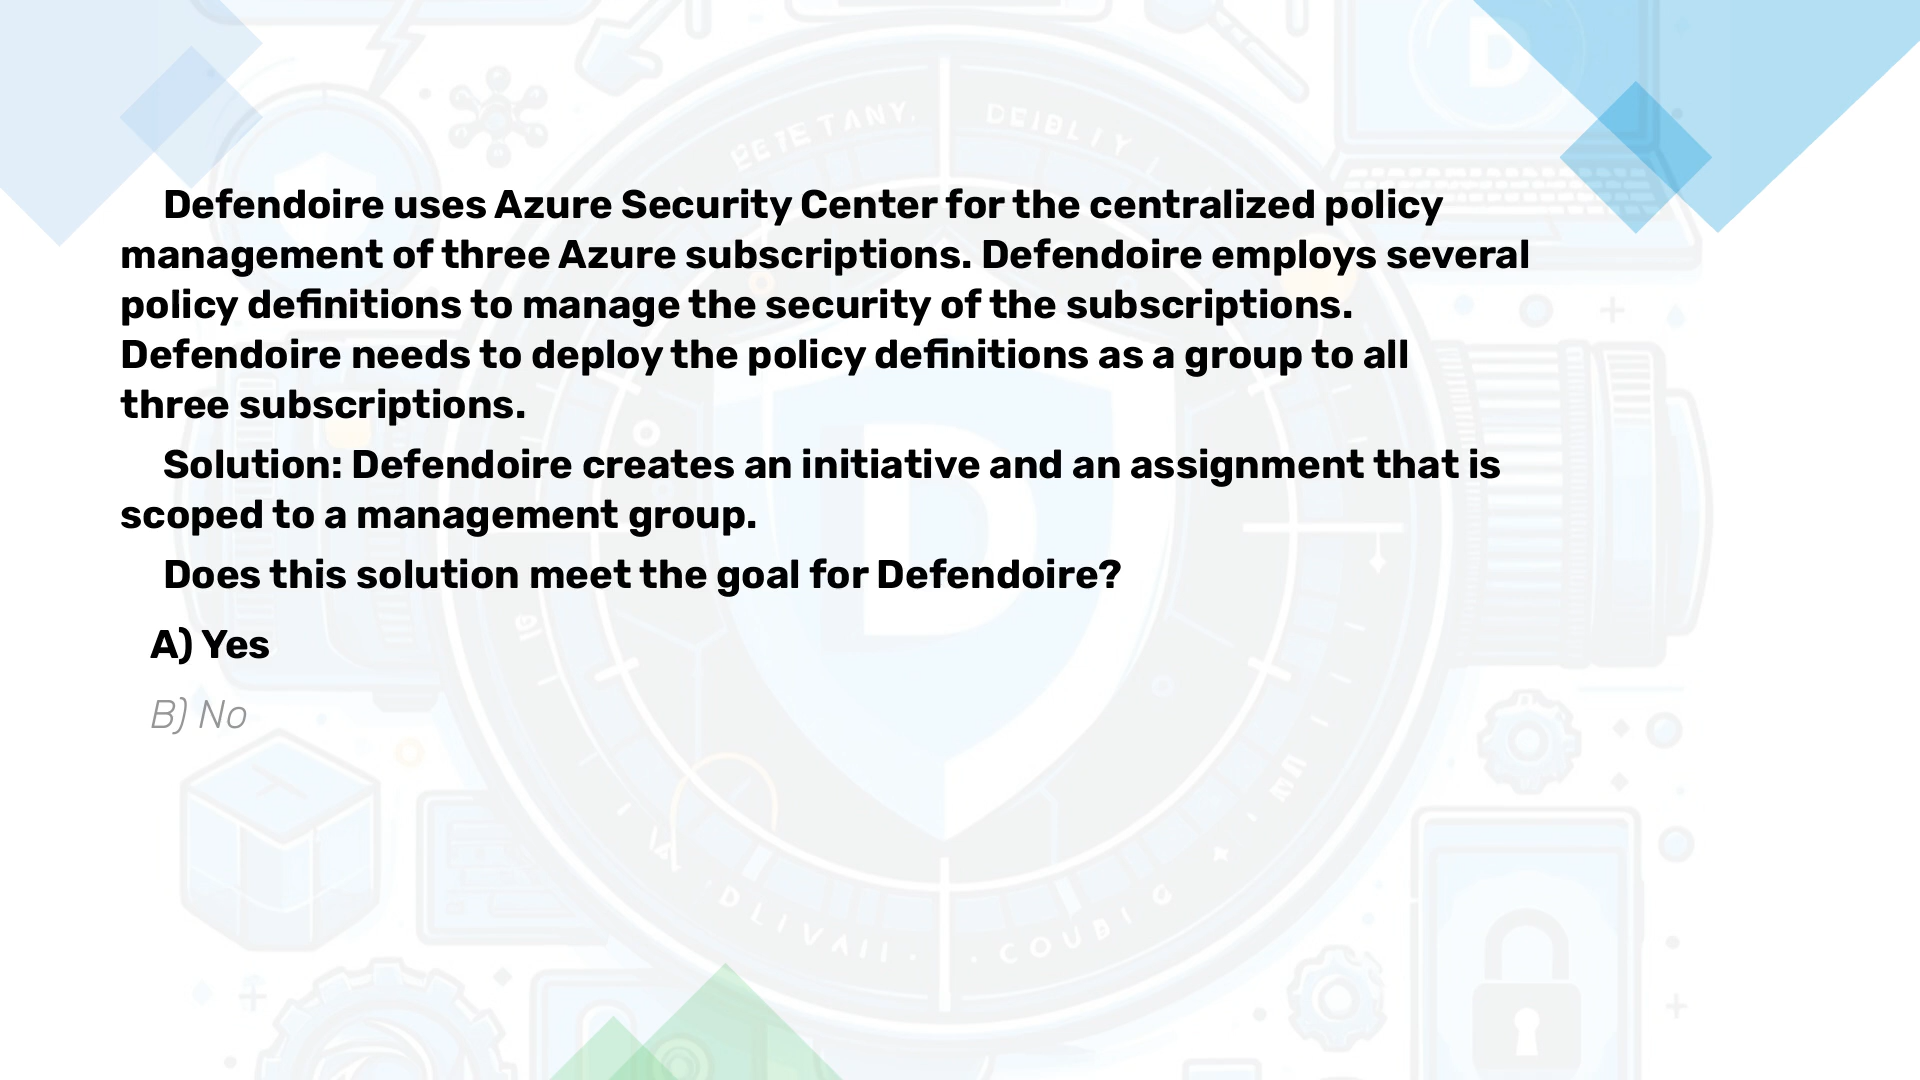 Defendoire uses Azure Security Center for the centralized policy
management of three Azure subscriptions. Defendoire employs several
policy definitions to manage the security of the subscriptions.
Defendoire needs to deploy the policy definitions as a group to all
three subscriptions.
Solution: Defendoire creates an initiative and an assignment that is
scoped to a management group.
Does this solution meet the goal for Defendoire?
A) Yes
B) No
D
D